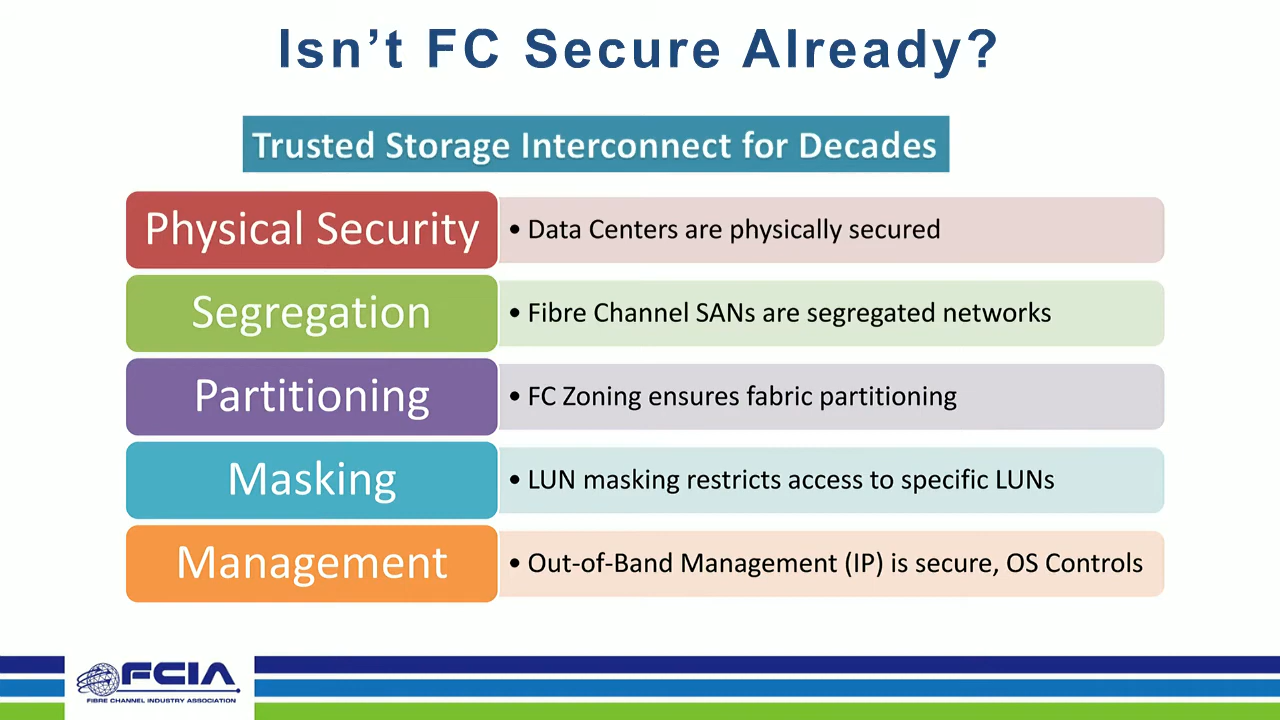 Isn’t FC Secure Already?
Trusted Storage Interconnect for Decades
Physical Security
• Data Centers are physically secured
Segregation
• Fibre Channel SANs are segregated networks
Partitioning
• FC Zoning ensures fabric partitioning
Masking
• LUN masking restricts access to specific LUNs
Management
• Out-of-Band Management (IP) is secure, OS Controls
FCIA
FIBRE CHANNEL INDUSTRY ASSOCIATION